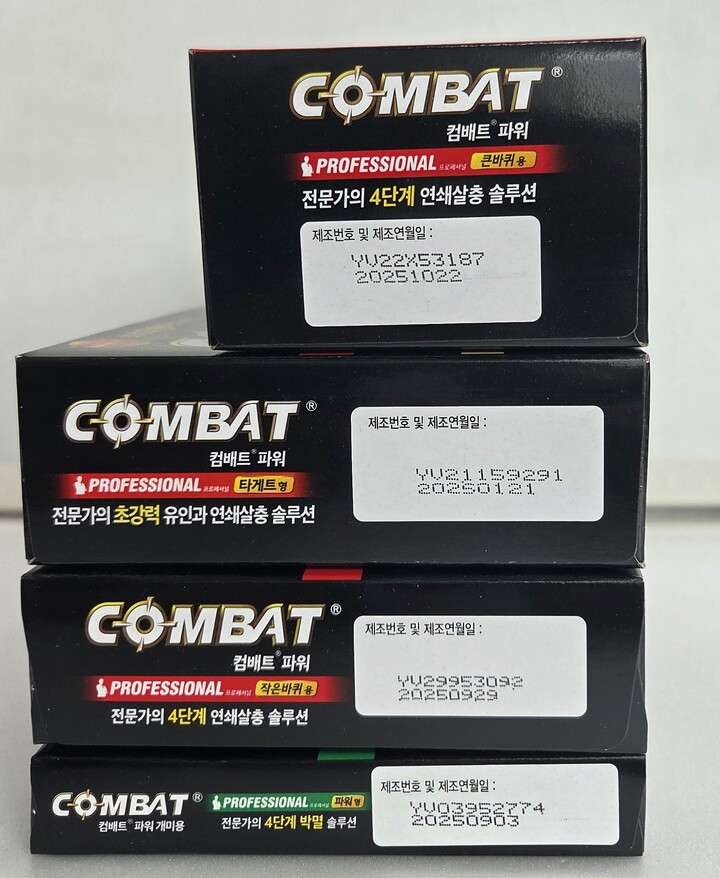 COMBAT®
컴배트® 파워
PROFESSIONAL 프로페셔널 큰바퀴용
전문가의 4단계 연쇄살충 솔루션
제조번호 및 제조연월일 :
YV22X53187
20251022
COMBAT®
컴배트® 파워
PROFESSIONAL 프로페셔널 타게트형
전문가의 초강력 유인과 연쇄살충 솔루션
제조번호 및 제조연월일 :
YV21159291
20260121
COMBAT®
컴배트® 파워
PROFESSIONAL 프로페셔널 작은바퀴용
전문가의 4단계 연쇄살충 솔루션
제조번호 및 제조연월일 :
YV29953092
20250929
COMBAT®
컴배트® 파워 개미용
PROFESSIONAL 프로페셔널 파워형
전문가의 4단계 박멸 솔루션
제조번호 및 제조연월일 :
YV03952774
20250903